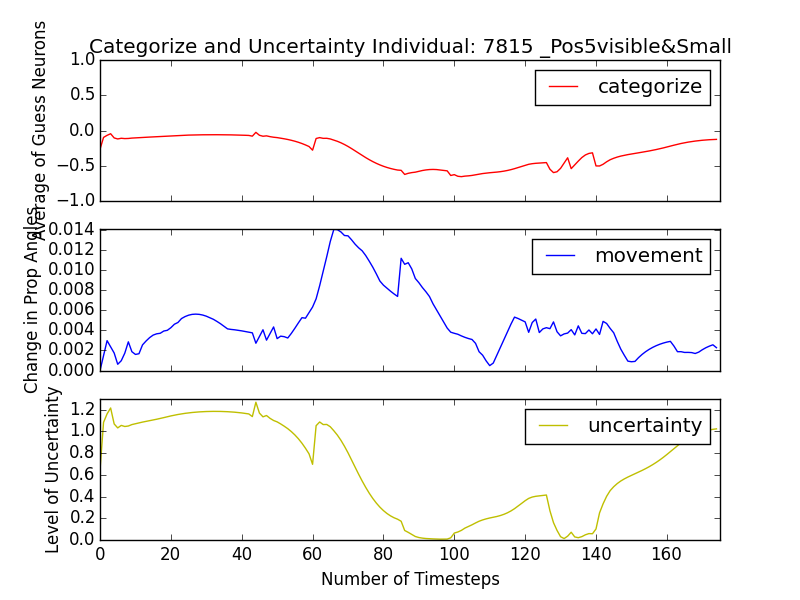 Categorize and Uncertainty Individual: 7815 _Pos5visible&Small
Average of Guess Neurons
1.0
0.5
0.0
−0.5
−1.0
categorize
Change in Prop Angles
0.014
0.012
0.010
0.008
0.006
0.004
0.002
0.000
movement
Level of Uncertainty
1.2
1.0
0.8
0.6
0.4
0.2
0.0
uncertainty
0 20 40 60 80 100 120 140 160
Number of Timesteps